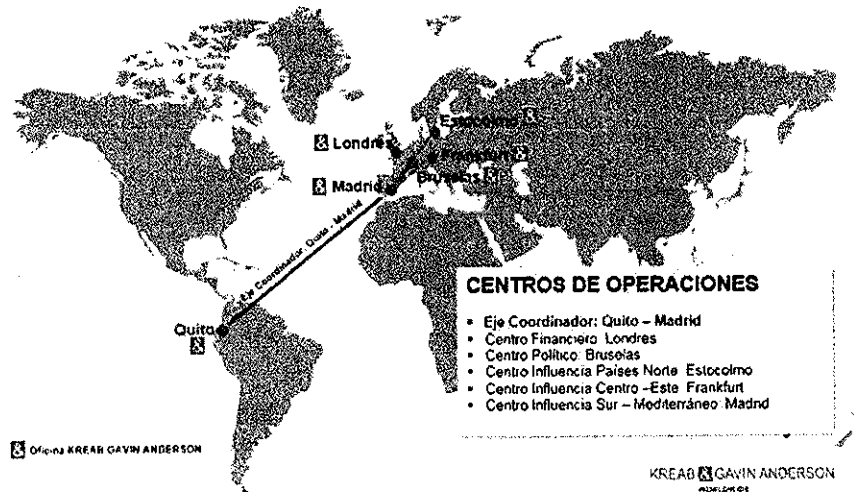 & Estocolmo &
& Londres
Frankfurt &
Bruselas &
& Madrid
Eje Coordinador: Quito - Madrid
Quito
&
CENTROS DE OPERACIONES
• Eje Coordinador: Quito – Madrid
• Centro Financiero: Londres
• Centro Político: Bruselas
• Centro Influencia Países Norte: Estocolmo
• Centro Influencia Centro –Este: Frankfurt
• Centro Influencia Sur – Mediterráneo: Madrid
& Oficina KREAB GAVIN ANDERSON
KREAB & GAVIN ANDERSON